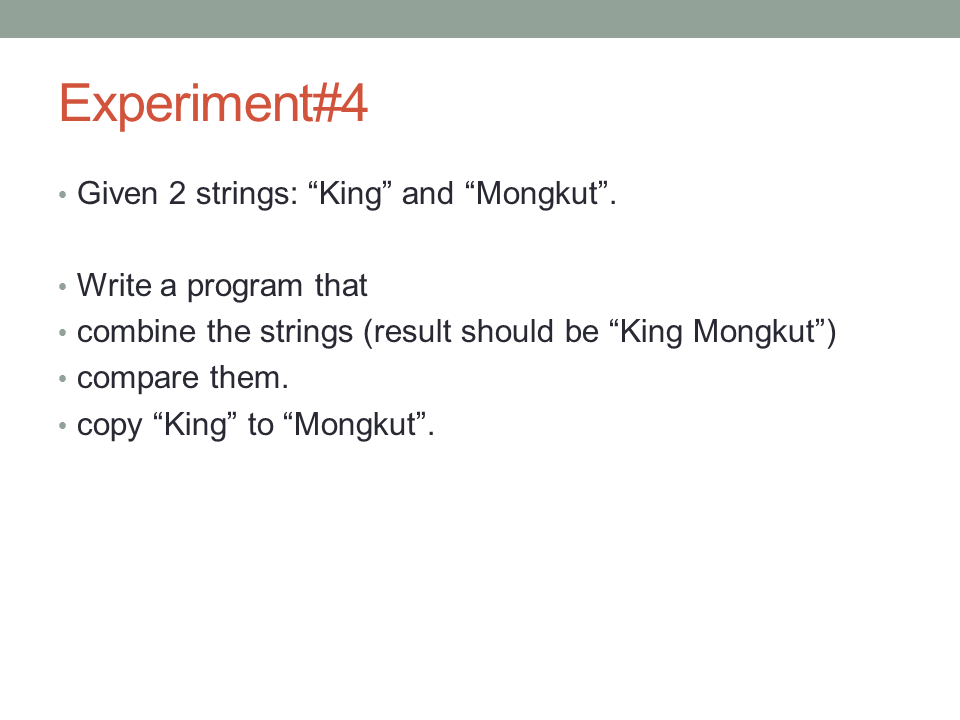 Experiment#4
• Given 2 strings: “King” and “Mongkut”.
• Write a program that
• combine the strings (result should be “King Mongkut”)
• compare them.
• copy “King” to “Mongkut”.